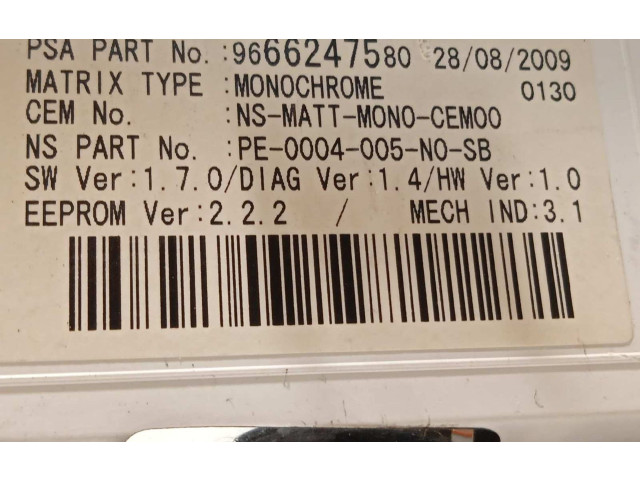 PSA PART No.:9666247580 28/08/2009
MATRIX TYPE :MONOCHROME 0130
CEM No. :NS-MATT-MONO-CEM00
NS PART No. :PE-0004-005-NO-SB
SW Ver:1.7.0/DIAG Ver:1.4/HW Ver:1.0
EEPROM Ver:2.2.2 / MECH IND:3.1